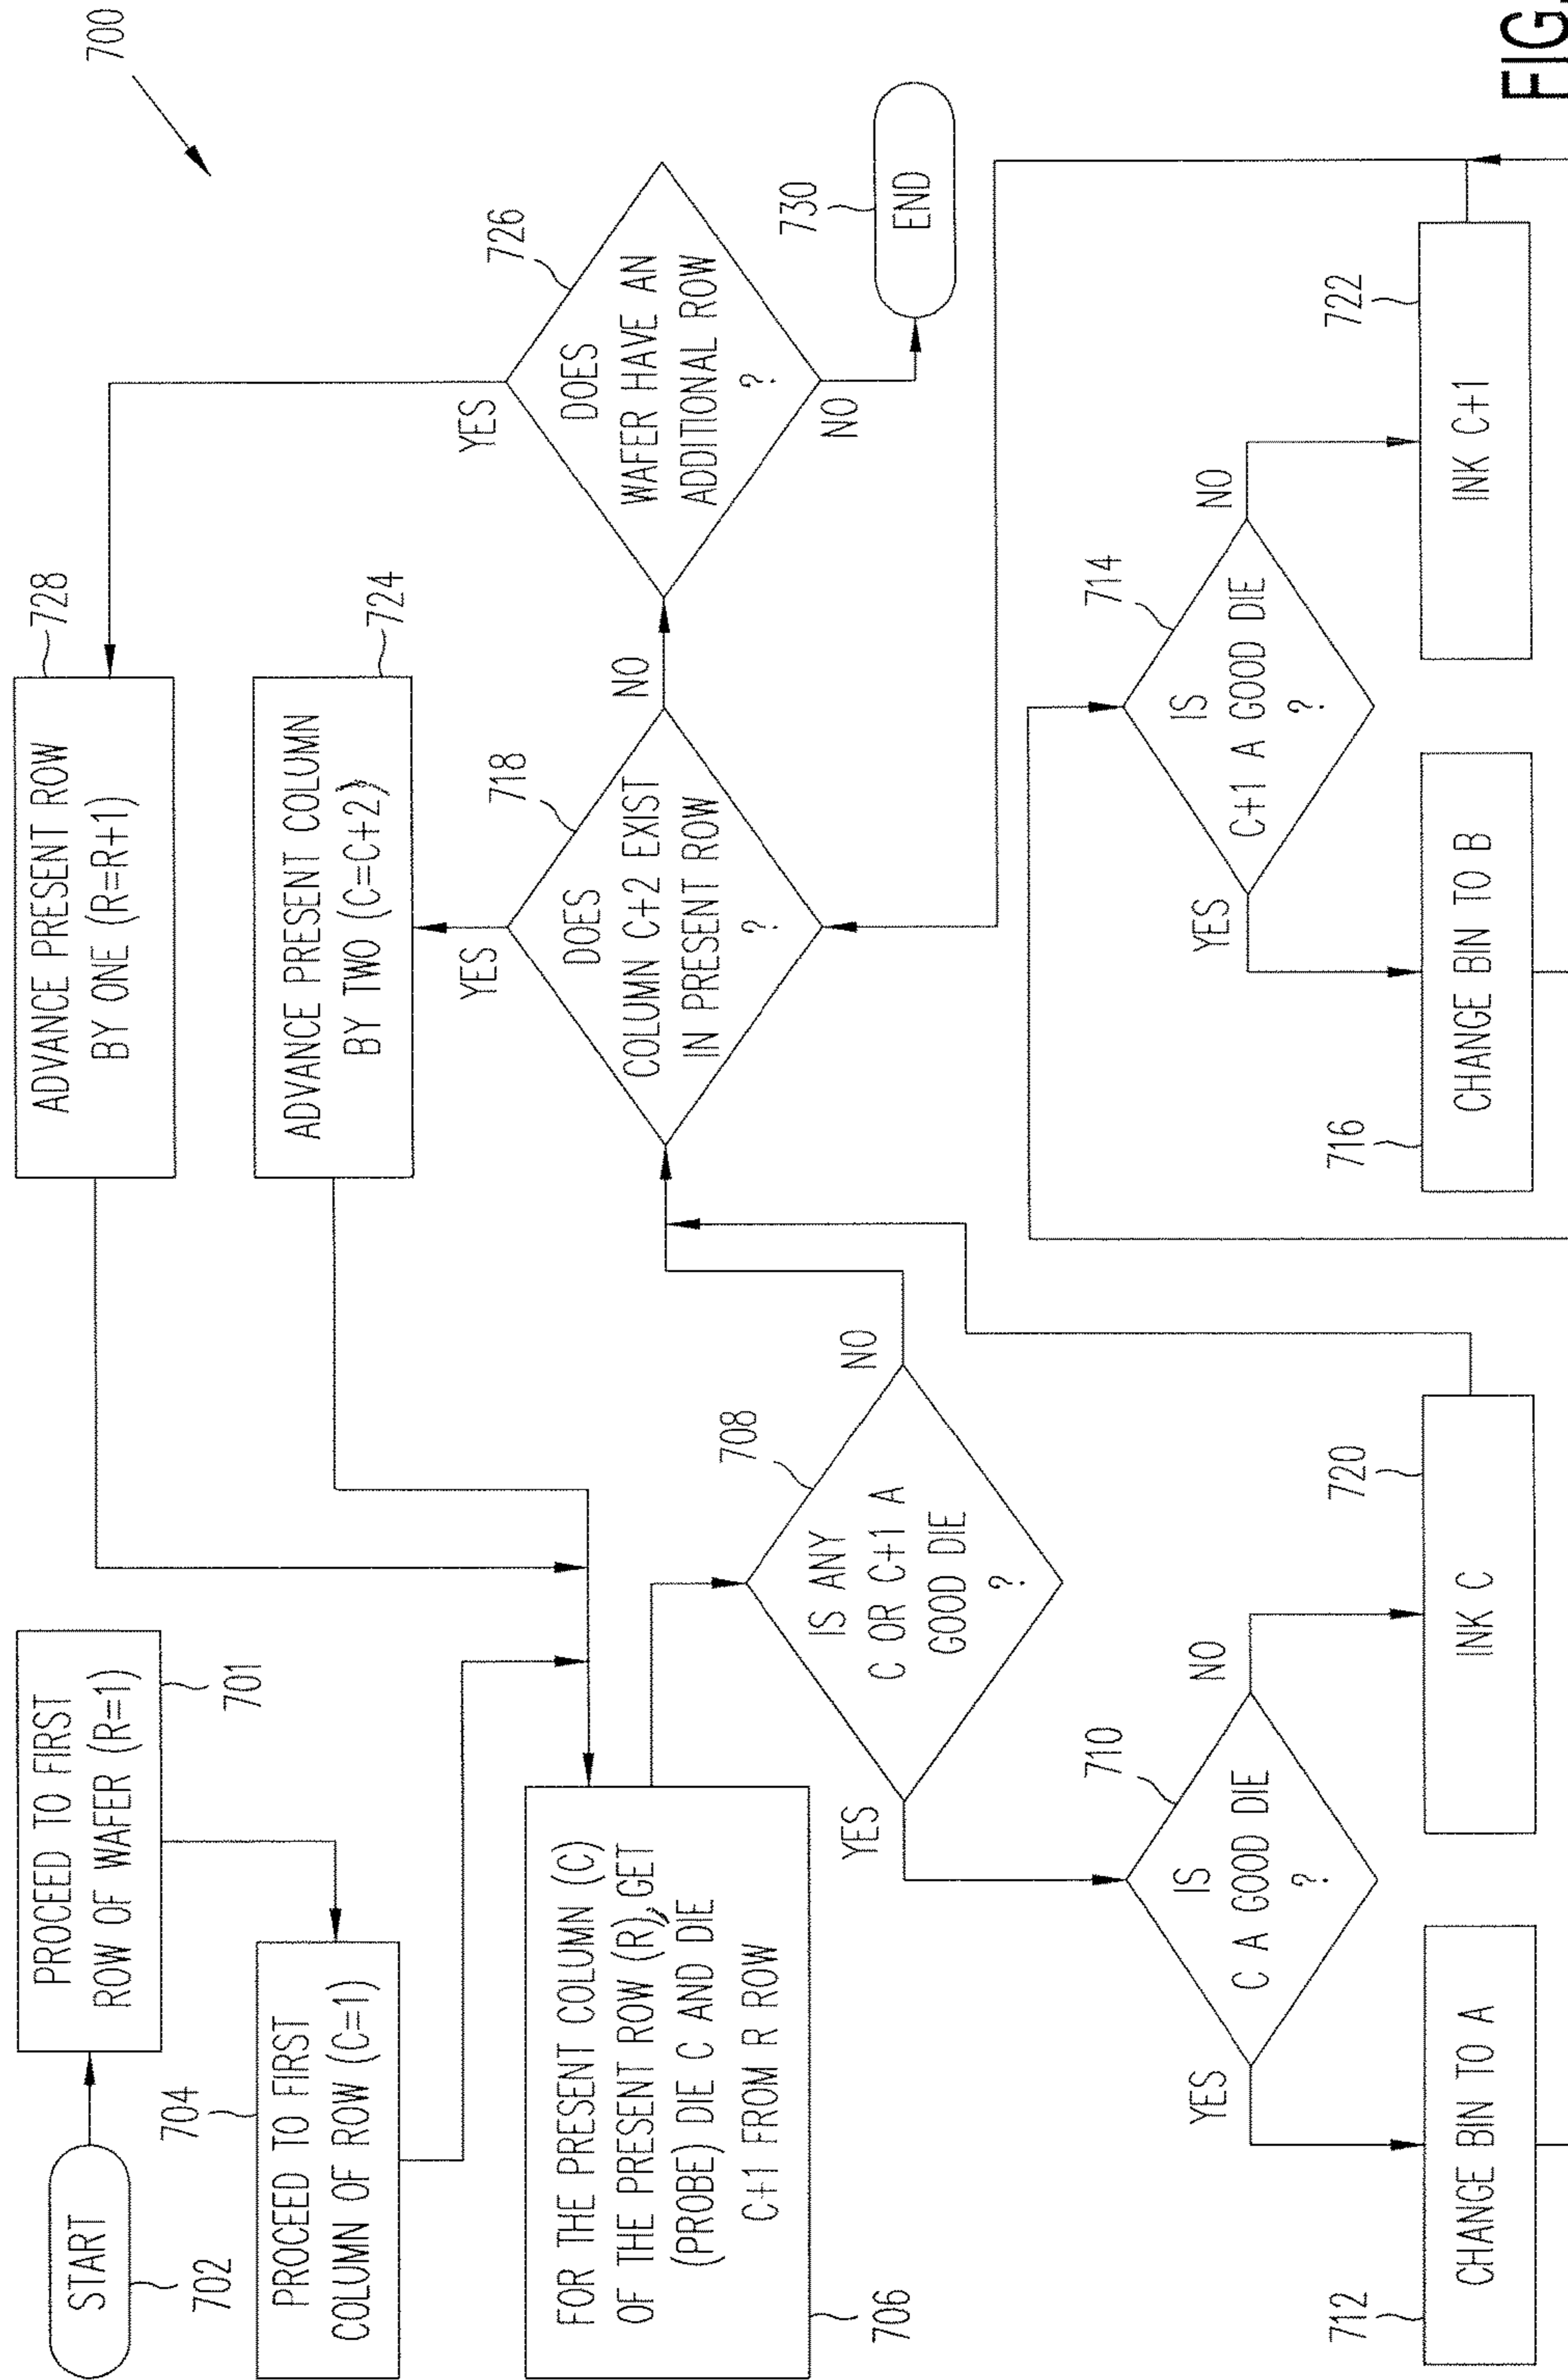 700
START
702
PROCEED TO FIRST
ROW OF WAFER (R=1)
701
704
PROCEED TO FIRST
COLUMN OF ROW (C=1)
FOR THE PRESENT COLUMN (C)
OF THE PRESENT ROW (R), GET
(PROBE) DIE C AND DIE
C+1 FROM R ROW
706
708
IS ANY
C OR C+1 A
GOOD DIE
?
YES
NO
710
IS
C A GOOD DIE
?
YES
NO
712
CHANGE BIN TO A
720
INK C
ADVANCE PRESENT ROW
BY ONE (R=R+1)
728
ADVANCE PRESENT COLUMN
BY TWO (C=C+2)
724
718
DOES
COLUMN C+2 EXIST
IN PRESENT ROW
?
YES
NO
726
DOES
WAFER HAVE AN
ADDITIONAL ROW
?
YES
NO
730
END
714
IS
C+1 A GOOD DIE
?
YES
NO
716
CHANGE BIN TO B
722
INK C+1
FIG.